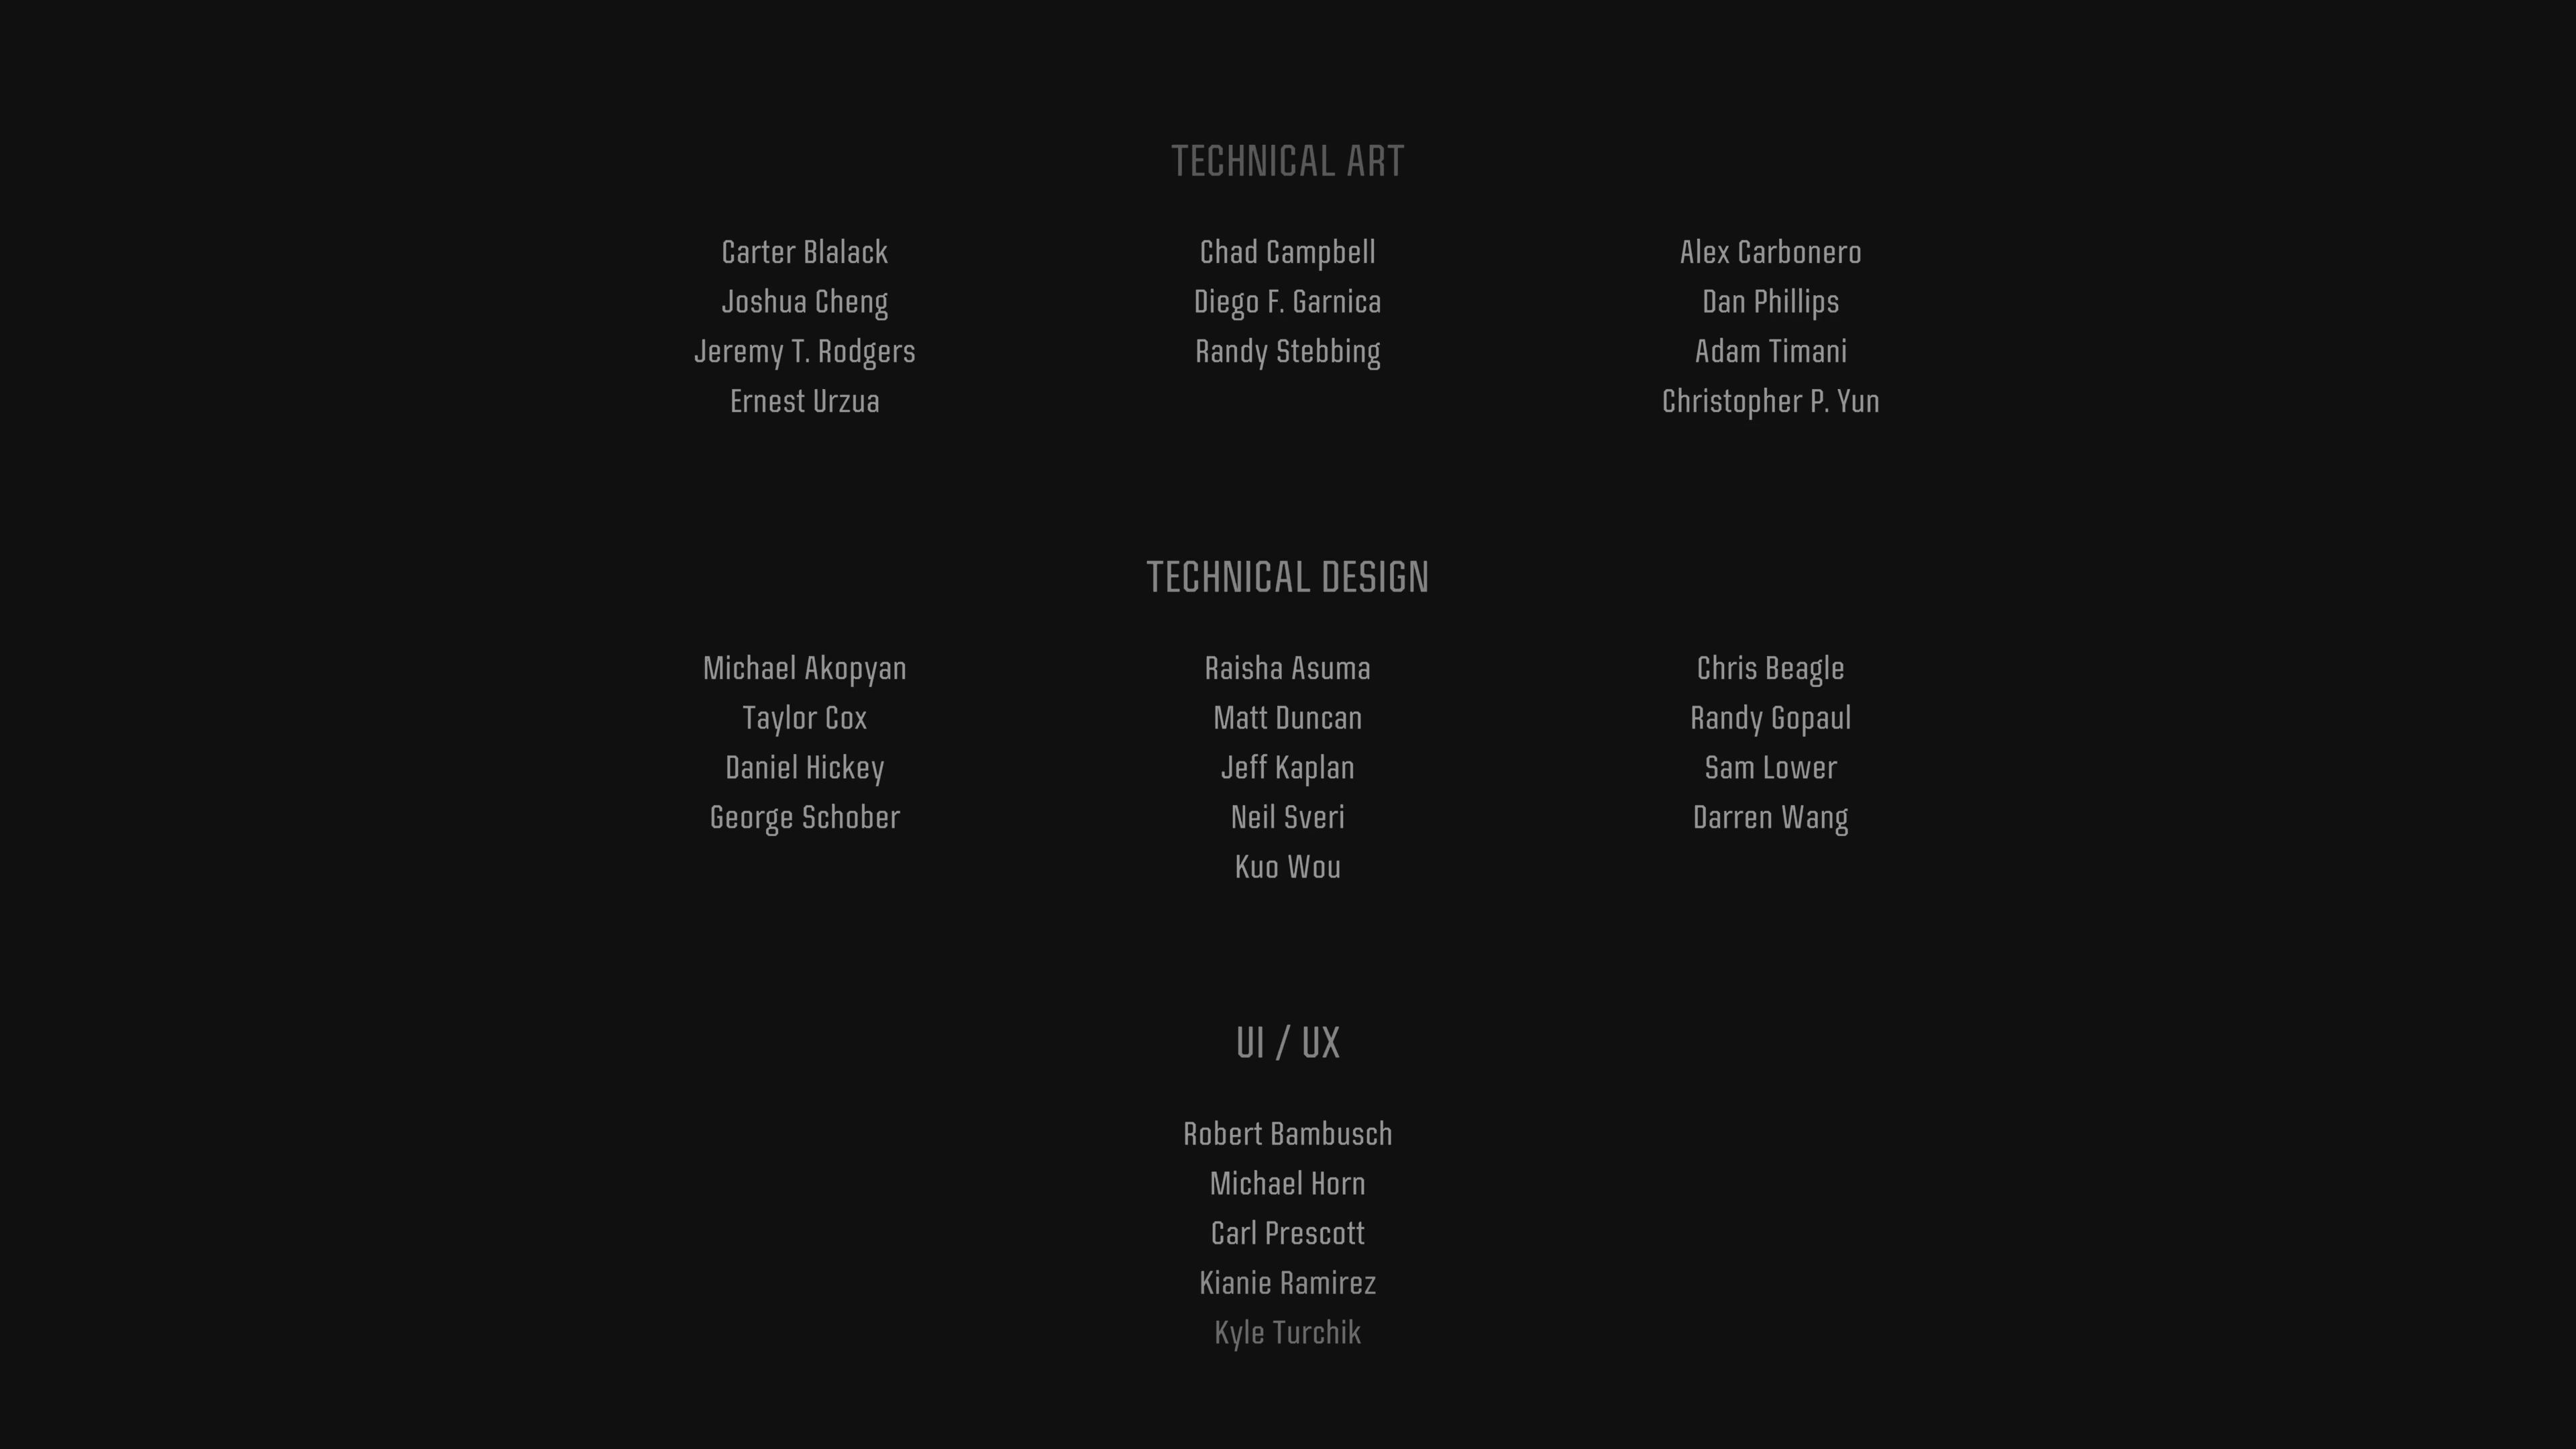 TECHNICAL ART
Carter Blalack
Chad Campbell
Alex Carbonero
Joshua Cheng
Diego F. Garnica
Dan Phillips
Jeremy T. Rodgers
Randy Stebbing
Adam Timani
Ernest Urzua
Christopher P. Yun
TECHNICAL DESIGN
Michael Akopyan
Raisha Asuma
Chris Beagle
Taylor Cox
Matt Duncan
Randy Gopaul
Daniel Hickey
Jeff Kaplan
Sam Lower
George Schober
Neil Sveri
Darren Wang
Kuo Wou
UI / UX
Robert Bambusch
Michael Horn
Carl Prescott
Kianie Ramirez
Kyle Turchik